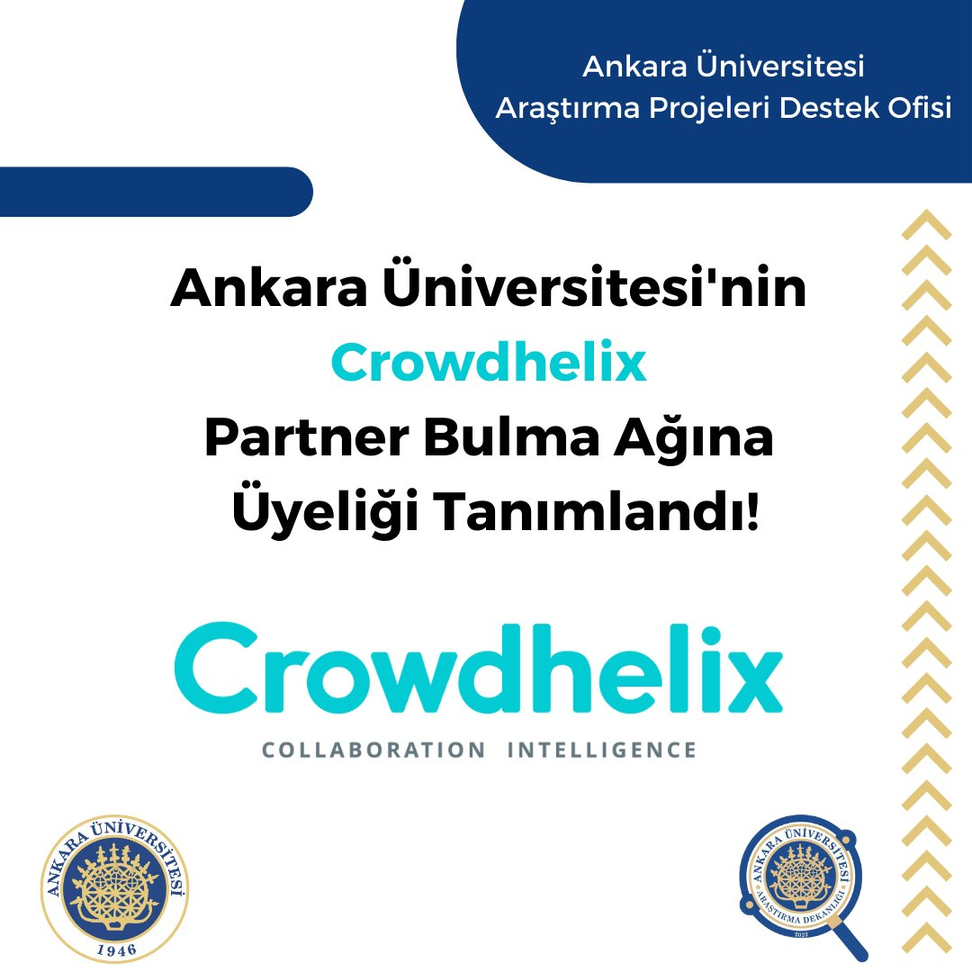 Ankara Üniversitesi
Araştırma Projeleri Destek Ofisi
Ankara Üniversitesi'nin
Crowdhelix
Partner Bulma Ağına
Üyeliği Tanımlandı!
Crowdhelix
COLLABORATION INTELLIGENCE
ANKARA ÜNİVERSİTESİ
1946
ANKARA ÜNİVERSİTESİ
ARAŞTIRMA DEKANLIĞI